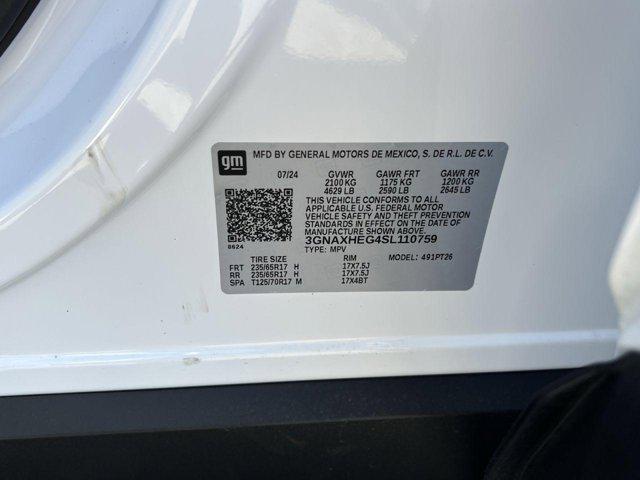 gm MFD BY GENERAL MOTORS DE MEXICO, S. DE R.L. DE C.V.
07/24 GVWR GAWR FRT GAWR RR
2100 KG 1175 KG 1200 KG
4629 LB 2590 LB 2645 LB
THIS VEHICLE CONFORMS TO ALL
APPLICABLE U.S. FEDERAL MOTOR
VEHICLE SAFETY AND THEFT PREVENTION
STANDARDS IN EFFECT ON THE DATE OF
MANUFACTURE SHOWN ABOVE.
3GNAXHEG4SL110759
8624
TYPE: MPV MODEL: 491PT26
TIRE SIZE RIM
FRT 235/65R17 H 17X7.5J
RR 235/65R17 H 17X7.5J
SPA T125/70R17 M 17X4BT